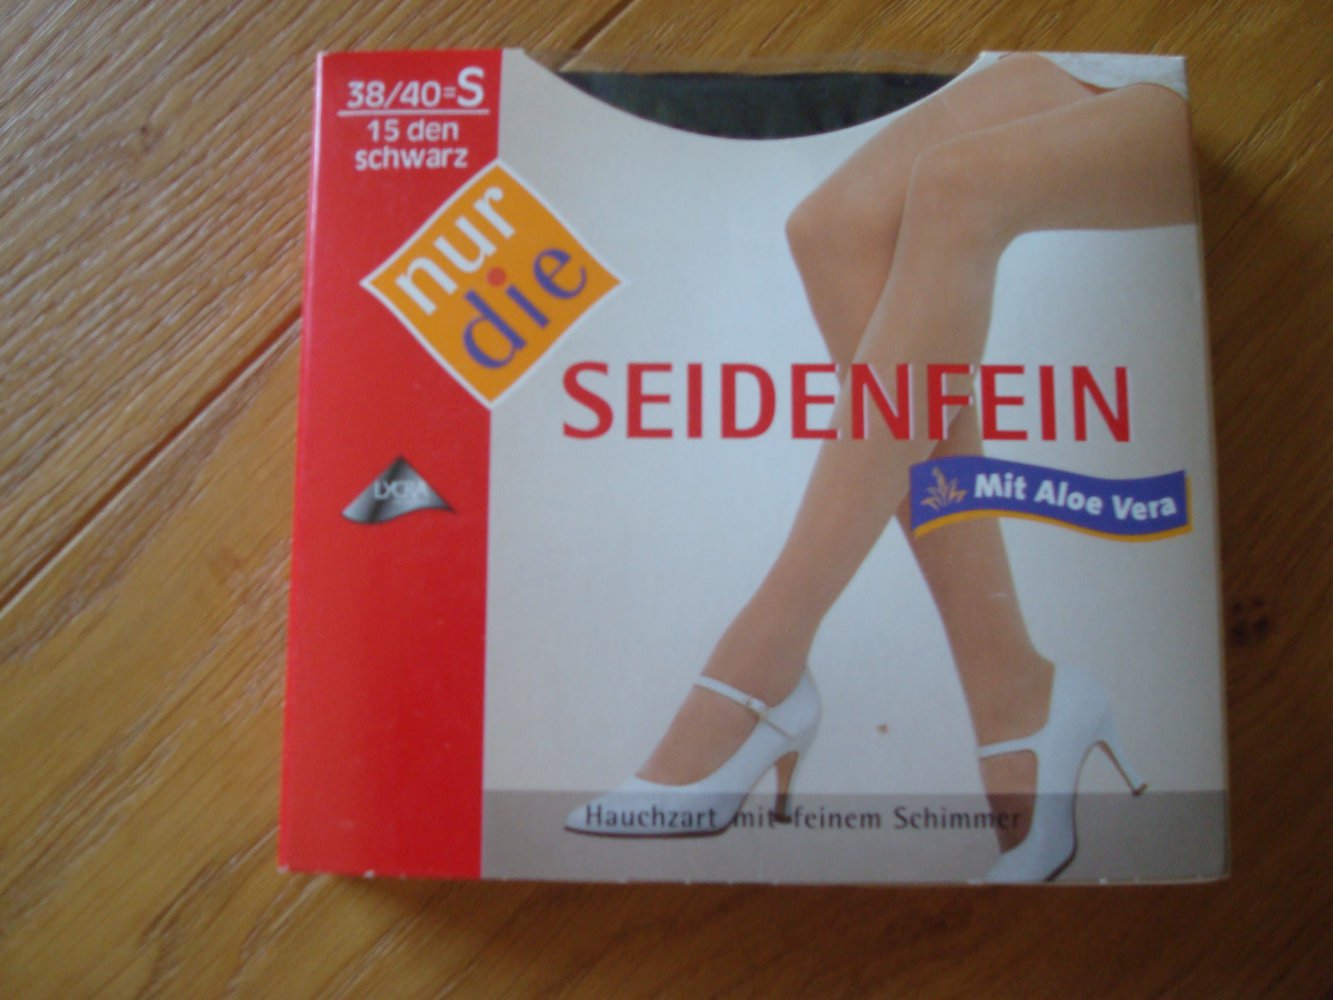 38/40=S
15 den
schwarz
nur
die
SEIDENFEIN
LYCRA
Mit Aloe Vera
Hauchzart mit feinem Schimmer